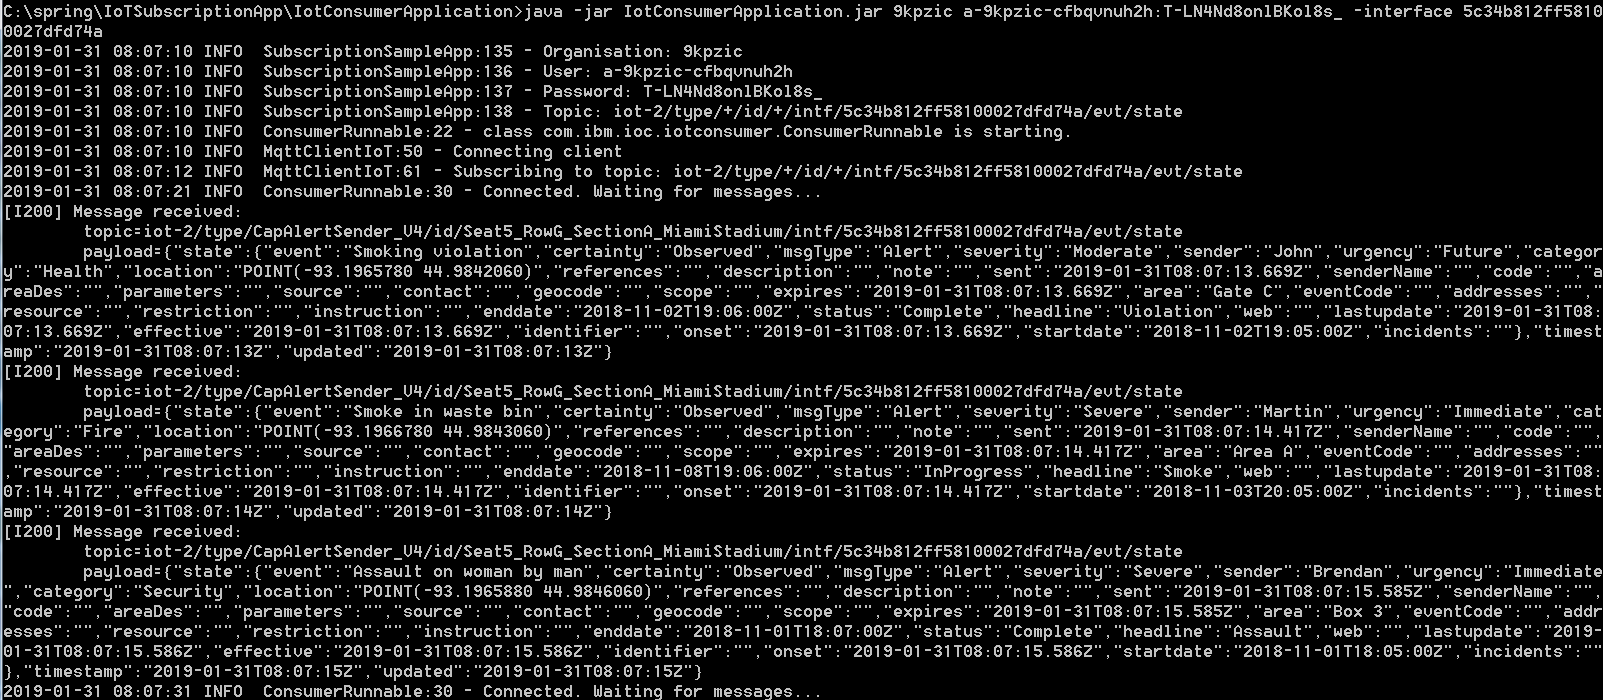 C:\spring\IoTSubscriptionApp\IotConsumerApplication>java -jar IotConsumerApplication.jar 9kpzic a-9kpzic-cfbqvnuh2h:T-LN4Nd8onlBKol8s_ -interface 5c34b812ff5810
0027dfd74a
2019-01-31 08:07:10 INFO  SubscriptionSampleApp:135 - Organisation: 9kpzic
2019-01-31 08:07:10 INFO  SubscriptionSampleApp:136 - User: a-9kpzic-cfbqvnuh2h
2019-01-31 08:07:10 INFO  SubscriptionSampleApp:137 - Password: T-LN4Nd8onlBKol8s_
2019-01-31 08:07:10 INFO  SubscriptionSampleApp:138 - Topic: iot-2/type/+/id/+/intf/5c34b812ff58100027dfd74a/evt/state
2019-01-31 08:07:10 INFO  ConsumerRunnable:22 - class com.ibm.ioc.iotconsumer.ConsumerRunnable is starting.
2019-01-31 08:07:10 INFO  MqttClientIoT:50 - Connecting client
2019-01-31 08:07:12 INFO  MqttClientIoT:61 - Subscribing to topic: iot-2/type/+/id/+/intf/5c34b812ff58100027dfd74a/evt/state
2019-01-31 08:07:21 INFO  ConsumerRunnable:30 - Connected. Waiting for messages...
[I200] Message received:
        topic=iot-2/type/CapAlertSender_V4/id/Seat5_RowG_SectionA_MiamiStadium/intf/5c34b812ff58100027dfd74a/evt/state
        payload={"state":{"event":"Smoking violation","certainty":"Observed","msgType":"Alert","severity":"Moderate","sender":"John","urgency":"Future","categor
y":"Health","location":"POINT(-93.1965780 44.9842060)","references":"","description":"","note":"","sent":"2019-01-31T08:07:13.669Z","senderName":"","code":"","a
reaDes":"","parameters":"","source":"","contact":"","geocode":"","scope":"","expires":"2019-01-31T08:07:13.669Z","area":"Gate C","eventCode":"","addresses":"","
resource":"","restriction":"","instruction":"","enddate":"2018-11-02T19:06:00Z","status":"Complete","headline":"Violation","web":"","lastupdate":"2019-01-31T08:
07:13.669Z","effective":"2019-01-31T08:07:13.669Z","identifier":"","onset":"2019-01-31T08:07:13.669Z","startdate":"2018-11-02T19:05:00Z","incidents":""},"timest
amp":"2019-01-31T08:07:13Z","updated":"2019-01-31T08:07:13Z"}
[I200] Message received:
        topic=iot-2/type/CapAlertSender_V4/id/Seat5_RowG_SectionA_MiamiStadium/intf/5c34b812ff58100027dfd74a/evt/state
        payload={"state":{"event":"Smoke in waste bin","certainty":"Observed","msgType":"Alert","severity":"Severe","sender":"Martin","urgency":"Immediate","cat
egory":"Fire","location":"POINT(-93.1966780 44.9843060)","references":"","description":"","note":"","sent":"2019-01-31T08:07:14.417Z","senderName":"","code":"",
"areaDes":"","parameters":"","source":"","contact":"","geocode":"","scope":"","expires":"2019-01-31T08:07:14.417Z","area":"Area A","eventCode":"","addresses":""
,"resource":"","restriction":"","instruction":"","enddate":"2018-11-08T19:06:00Z","status":"InProgress","headline":"Smoke","web":"","lastupdate":"2019-01-31T08:
07:14.417Z","effective":"2019-01-31T08:07:14.417Z","identifier":"","onset":"2019-01-31T08:07:14.417Z","startdate":"2018-11-03T20:05:00Z","incidents":""},"timest
amp":"2019-01-31T08:07:14Z","updated":"2019-01-31T08:07:14Z"}
[I200] Message received:
        topic=iot-2/type/CapAlertSender_V4/id/Seat5_RowG_SectionA_MiamiStadium/intf/5c34b812ff58100027dfd74a/evt/state
        payload={"state":{"event":"Assault on woman by man","certainty":"Observed","msgType":"Alert","severity":"Severe","sender":"Brendan","urgency":"Immediate
","category":"Security","location":"POINT(-93.1965880 44.9846060)","references":"","description":"","note":"","sent":"2019-01-31T08:07:15.585Z","senderName":"",
"code":"","areaDes":"","parameters":"","source":"","contact":"","geocode":"","scope":"","expires":"2019-01-31T08:07:15.585Z","area":"Box 3","eventCode":"","addr
esses":"","resource":"","restriction":"","instruction":"","enddate":"2018-11-01T18:07:00Z","status":"Complete","headline":"Assault","web":"","lastupdate":"2019-
01-31T08:07:15.586Z","effective":"2019-01-31T08:07:15.586Z","identifier":"","onset":"2019-01-31T08:07:15.586Z","startdate":"2018-11-01T18:05:00Z","incidents":""
},"timestamp":"2019-01-31T08:07:15Z","updated":"2019-01-31T08:07:15Z"}
2019-01-31 08:07:31 INFO  ConsumerRunnable:30 - Connected. Waiting for messages...